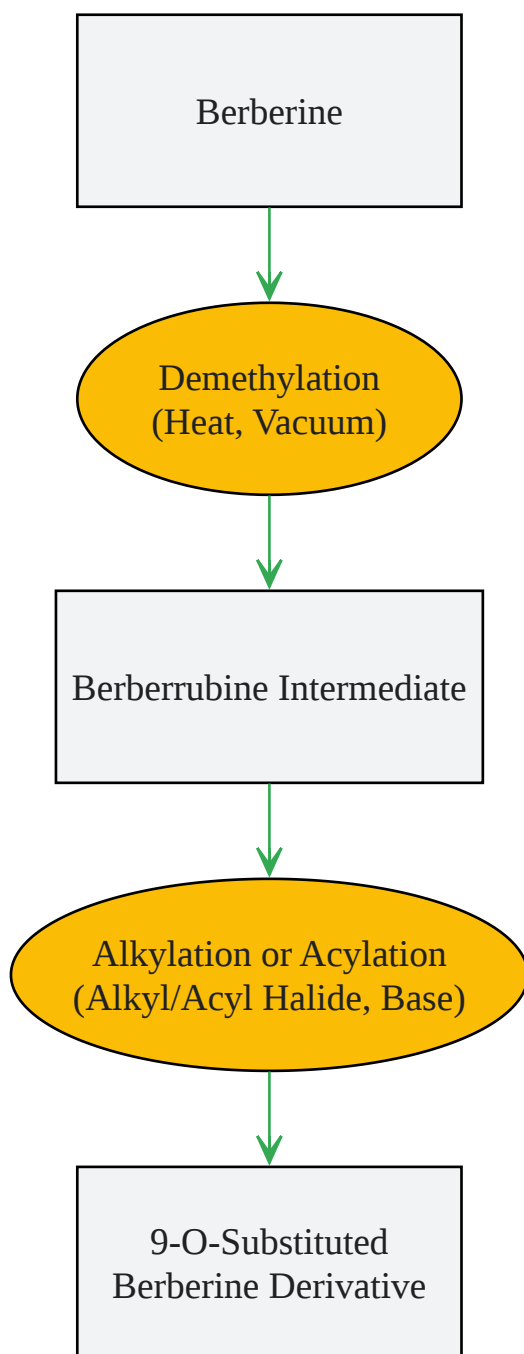 Berberine
Demethylation
(Heat, Vacuum)
Berberrubine Intermediate
Alkylation or Acylation
(Alkyl/Acyl Halide, Base)
9-O-Substituted
Berberine Derivative